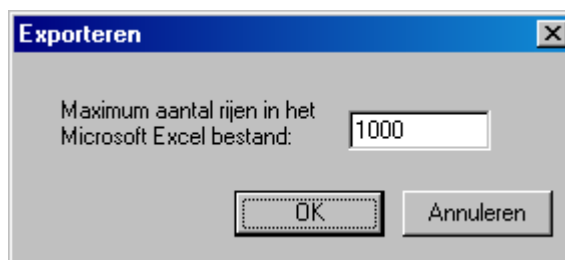 Exporteren
Maximum aantal rijen in het
Microsoft Excel bestand:
1000
OK
Annuleren